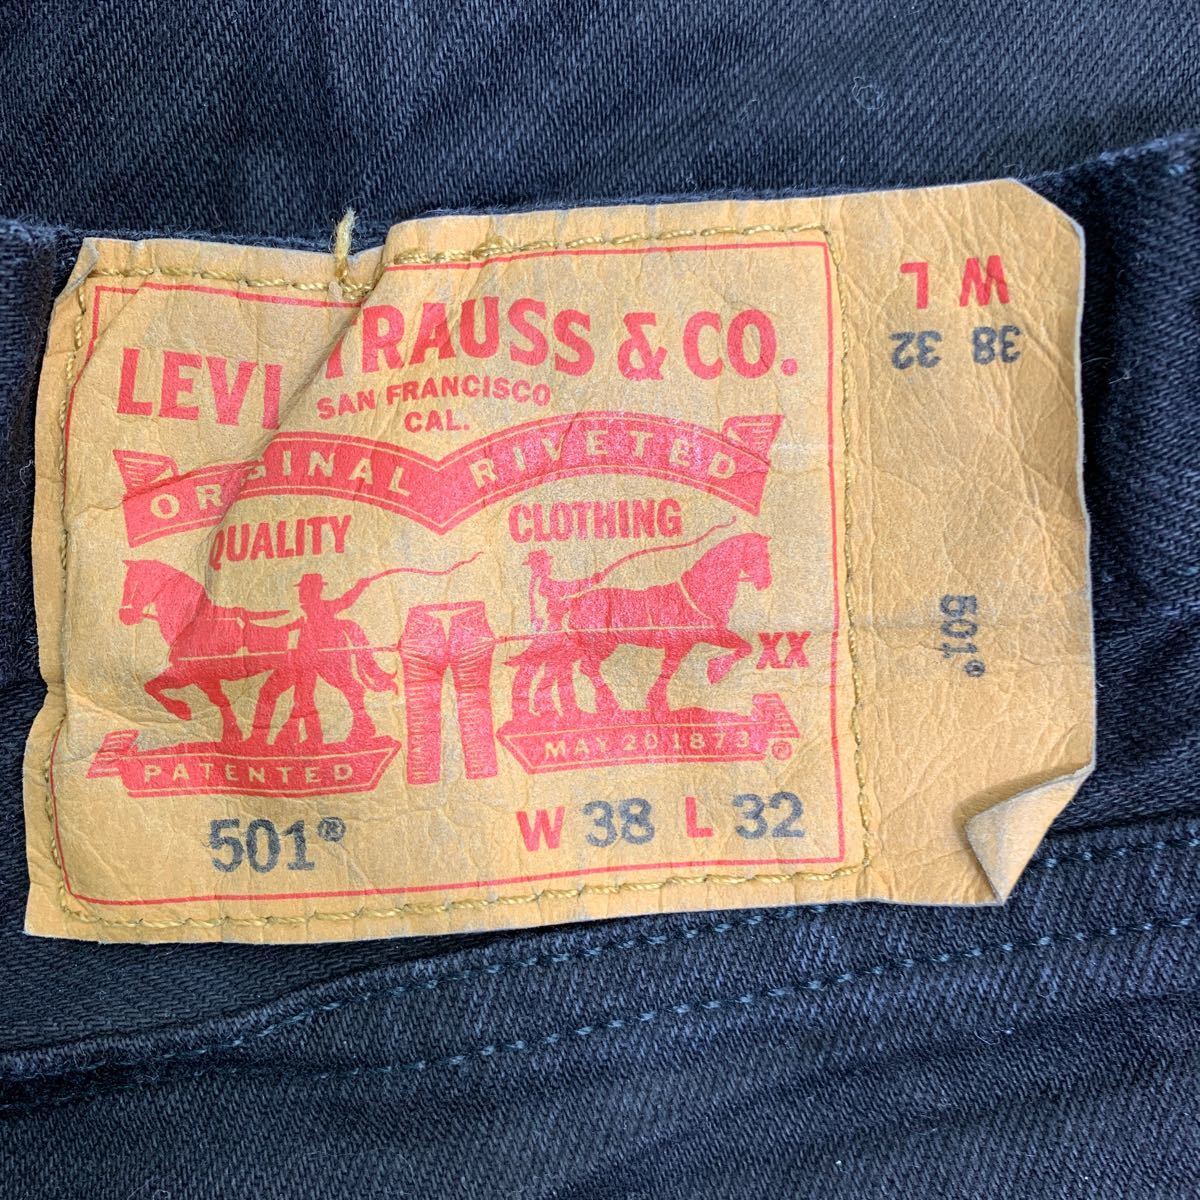 LEVI STRAUSS & CO.
SAN FRANCISCO
CAL.
ORIGINAL RIVETED
QUALITY CLOTHING
XX
PATENTED
MAY 20 1873 ®
501® W 38 L 32
W L
38 32
501®